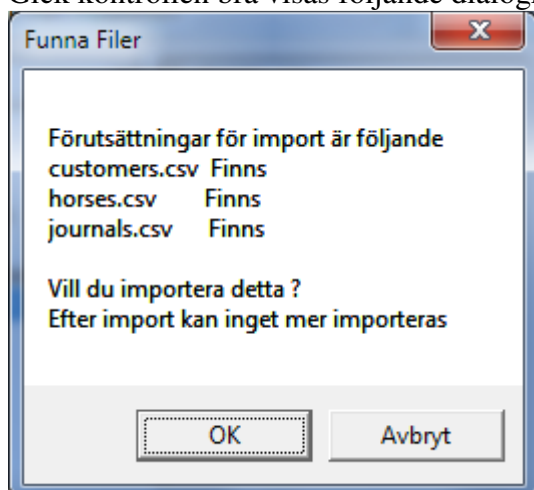 Gick kontrollen bra visas följande dialog
Funna Filer
Förutsättningar för import är följande
customers.csv Finns
horses.csv Finns
journals.csv Finns
Vill du importera detta ?
Efter import kan inget mer importeras
OK
Avbryt